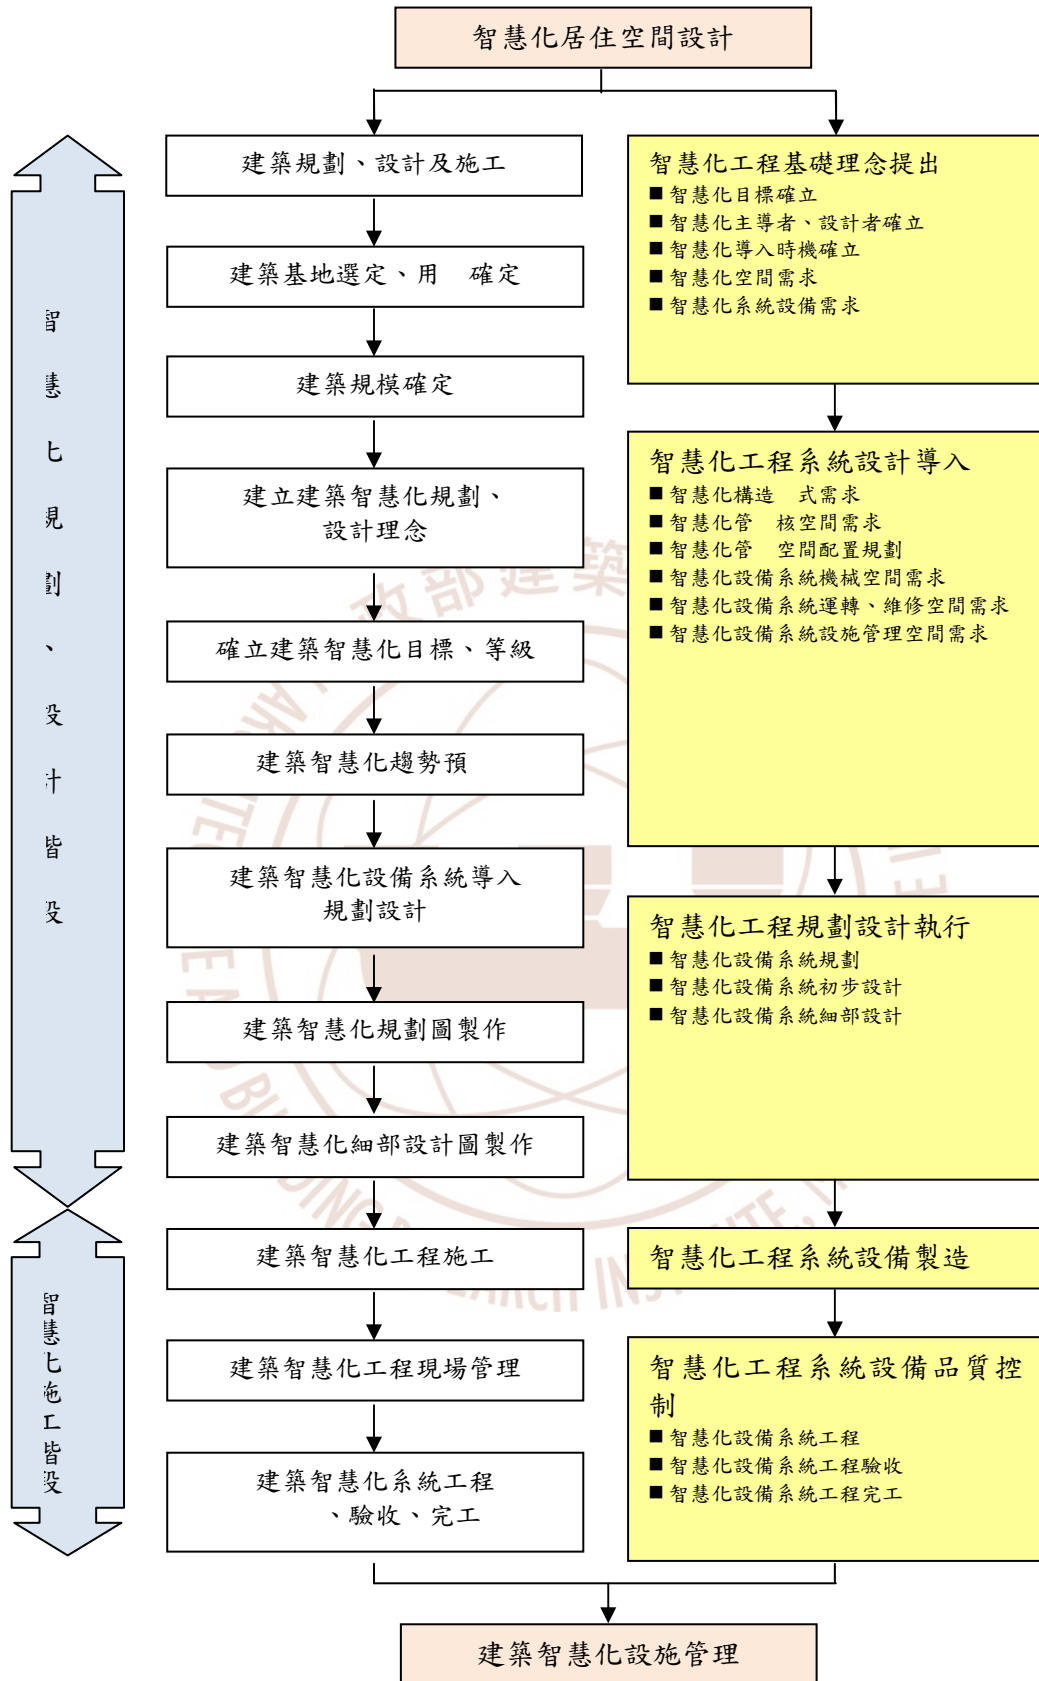 智慧化居住空間設計
建築規劃、設計及施工
建築基地選定、用　確定
建築規模確定
建立建築智慧化規劃、
設計理念
確立建築智慧化目標、等級
建築智慧化趨勢預
建築智慧化設備系統導入
規劃設計
建築智慧化規劃圖製作
建築智慧化細部設計圖製作
建築智慧化工程施工
建築智慧化工程現場管理
建築智慧化系統工程
、驗收、完工
智慧化工程基礎理念提出
■ 智慧化目標確立
■ 智慧化主導者、設計者確立
■ 智慧化導入時機確立
■ 智慧化空間需求
■ 智慧化系統設備需求
智慧化工程系統設計導入
■ 智慧化構造　式需求
■ 智慧化管　核空間需求
■ 智慧化管　空間配置規劃
■ 智慧化設備系統機械空間需求
■ 智慧化設備系統運轉、維修空間需求
■ 智慧化設備系統設施管理空間需求
智慧化工程規劃設計執行
■ 智慧化設備系統規劃
■ 智慧化設備系統初步設計
■ 智慧化設備系統細部設計
智慧化工程系統設備製造
智慧化工程系統設備品質控
制
■ 智慧化設備系統工程
■ 智慧化設備系統工程驗收
■ 智慧化設備系統工程完工
智慧化規劃、設計階段
智慧化施工階段
建築智慧化設施管理